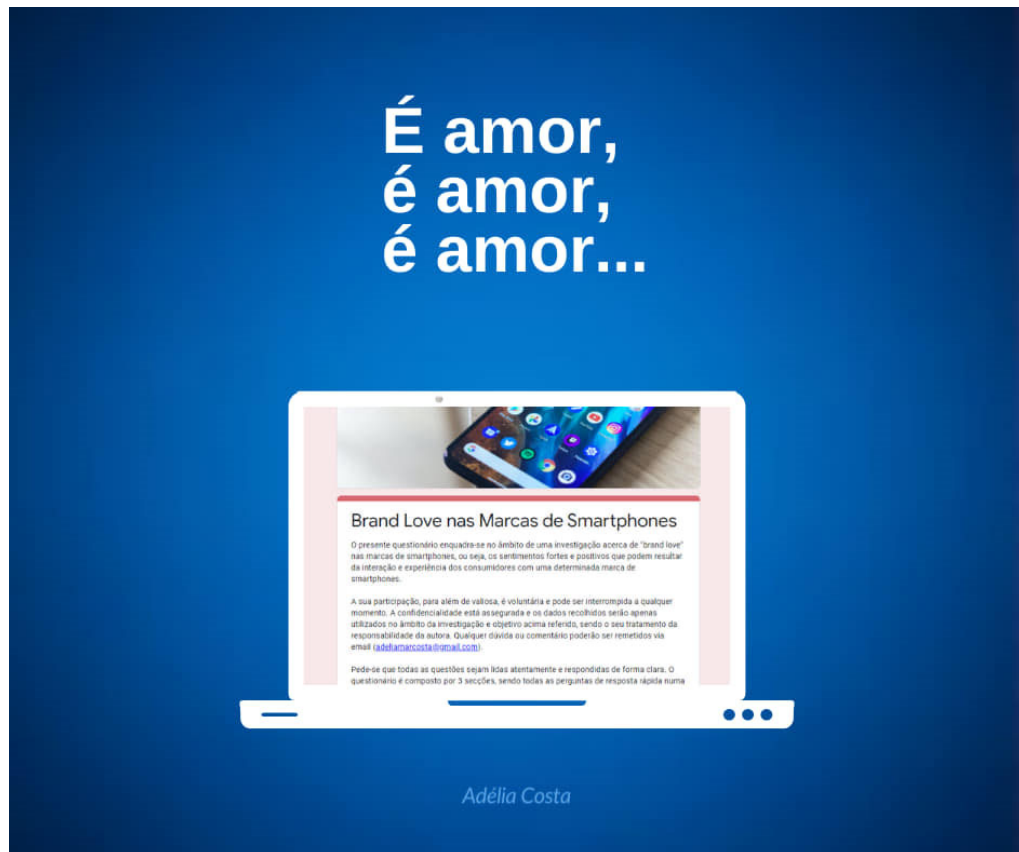 É amor,
é amor,
é amor...
Brand Love nas Marcas de Smartphones
O presente questionário enquadra-se no âmbito de uma investigação acerca de "brand love"
nas marcas de smartphones, ou seja, os sentimentos fortes e positivos que podem resultar
da interação e experiência dos consumidores com uma determinada marca de
smartphones.
A sua participação, para além de valiosa, é voluntária e pode ser interrompida a qualquer
momento. A confidencialidade está assegurada e os dados recolhidos serão apenas
utilizados no âmbito da investigação e objetivo acima referido, sendo o seu tratamento da
responsabilidade da autora. Qualquer dúvida ou comentário poderão ser remetidos via
email (adeliamarcosta@gmail.com).
Pede-se que todas as questões sejam lidas atentamente e respondidas de forma clara. O
questionário é composto por 3 secções, sendo todas as perguntas de resposta rápida numa
Adélia Costa